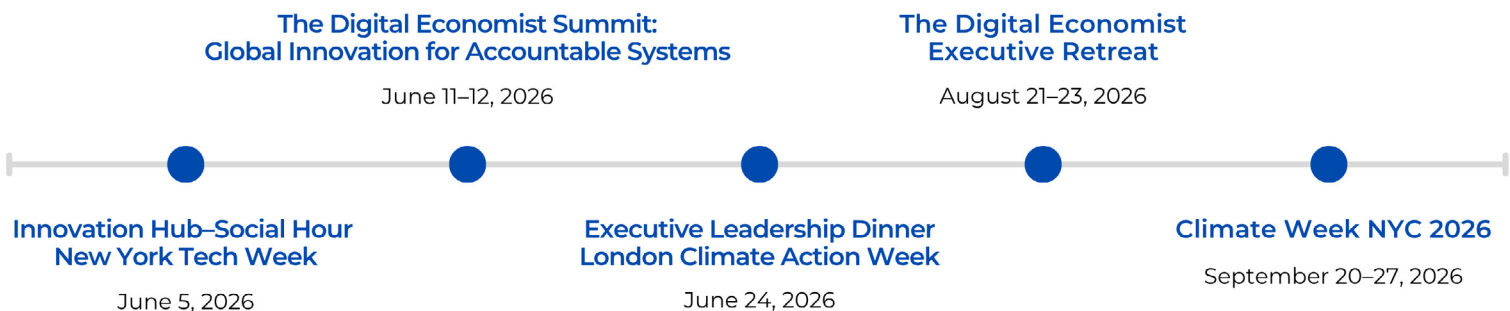 The Digital Economist Summit:
Global Innovation for Accountable Systems
June 11–12, 2026
The Digital Economist
Executive Retreat
August 21–23, 2026
Innovation Hub–Social Hour
New York Tech Week
June 5, 2026
Executive Leadership Dinner
London Climate Action Week
June 24, 2026
Climate Week NYC 2026
September 20–27, 2026